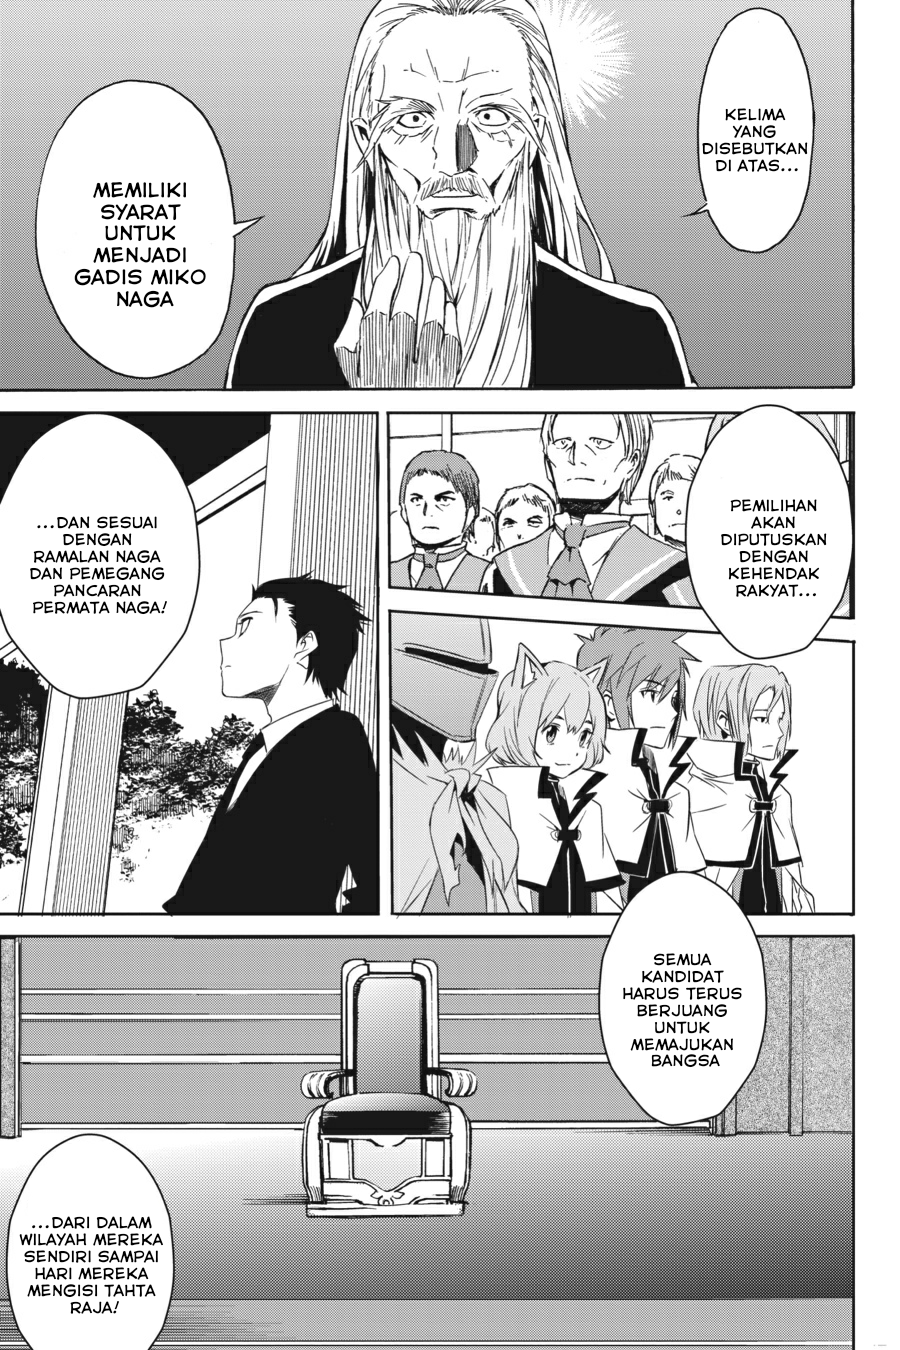 KELIMA
YANG
DISEBUTKAN
DI ATAS...
MEMILIKI
SYARAT
UNTUK
MENJADI
GADIS MIKO
NAGA
PEMILIHAN
AKAN
DIPUTUSKAN
DENGAN
KEHENDAK
RAKYAT...
...DAN SESUAI
DENGAN
RAMALAN NAGA
DAN PEMEGANG
PANCARAN
PERMATA NAGA!
SEMUA
KANDIDAT
HARUS TERUS
BERJUANG
UNTUK
MEMAJUKAN
BANGSA
...DARI DALAM
WILAYAH MEREKA
SENDIRI SAMPAI
HARI MEREKA
MENGISI TAHTA
RAJA!